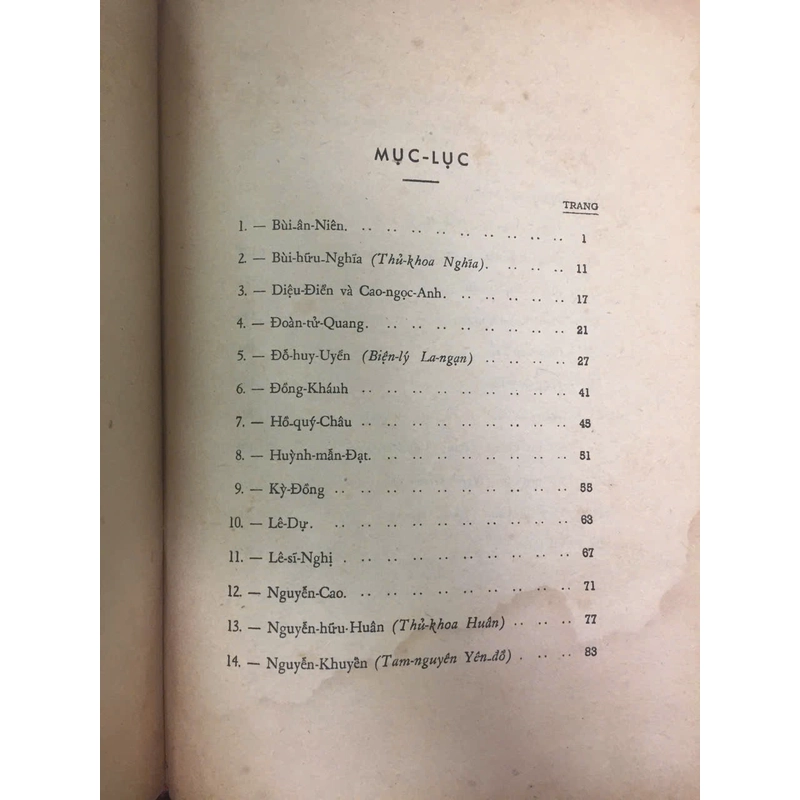 MỤC-LỤC
TRANG
1. — Bùi-ân-Niên. .. .. .. .. .. .. .. .. .. .. 1
2. — Bùi-hữu-Nghĩa (Thủ-khoa Nghĩa). .. .. .. .. 11
3. — Diệu-Điền và Cao-ngọc-Anh. .. .. .. .. .. .. 17
4. — Đoàn-tử-Quang. .. .. .. .. .. .. .. .. .. 21
5. — Đỗ-huy-Uyển (Biện-lý La-ngạn) .. .. .. .. 27
6. — Đồng-Khánh .. .. .. .. .. .. .. .. .. .. 41
7. — Hồ-quý-Châu .. .. .. .. .. .. .. .. .. .. 45
8. — Huỳnh-mẫn-Đạt. .. .. .. .. .. .. .. .. .. 51
9. — Kỳ-Đồng .. .. .. .. .. .. .. .. .. .. .. 55
10. — Lê-Dự. .. .. .. .. .. .. .. .. .. .. .. 63
11. — Lê-sĩ-Nghị . .. .. .. .. .. .. .. .. .. .. 67
12. — Nguyễn-Cao. .. .. .. .. .. .. .. .. .. .. 71
13. — Nguyễn-hữu-Huân (Thủ-khoa Huân) .. .. .. 77
14. — Nguyễn-Khuyền (Tam-nguyên Yên-đổ) . .. .. 83